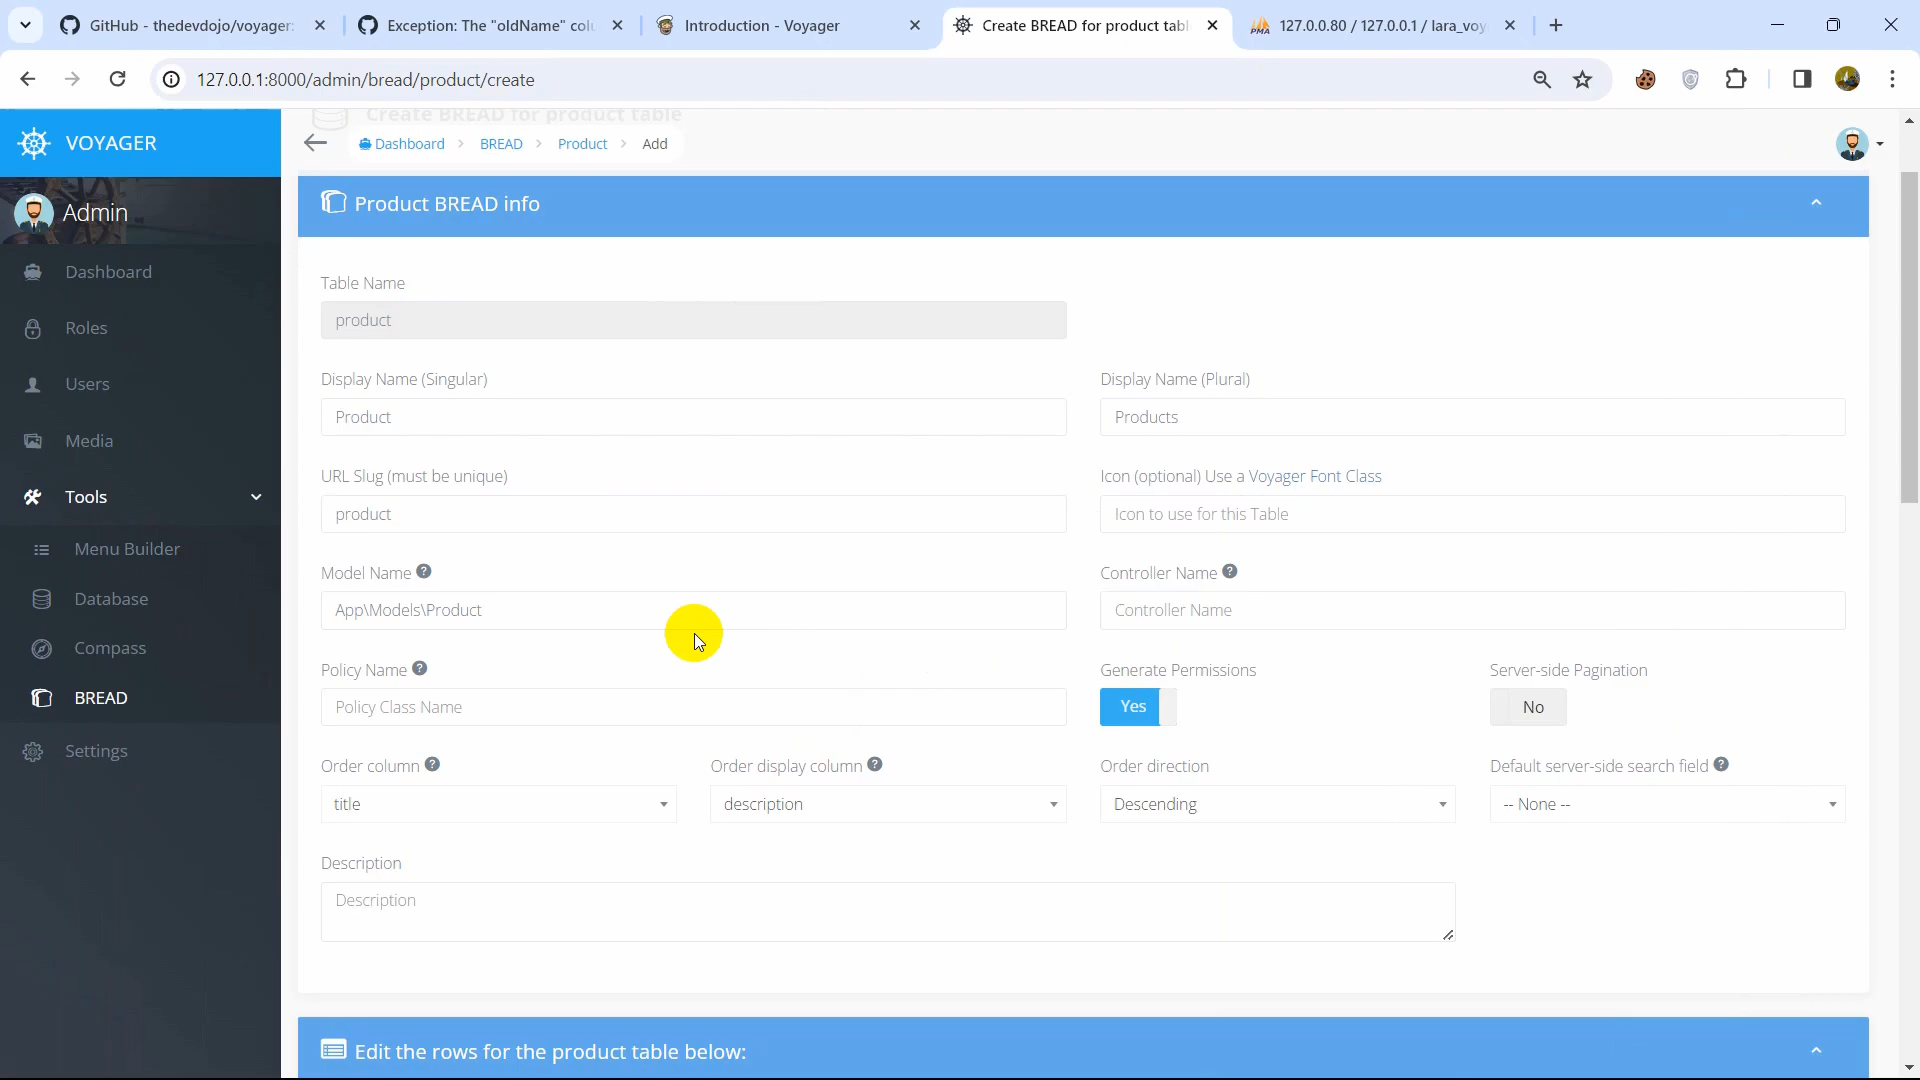 GitHub - thedevdojo/voyager:
Exception: The "oldName" col
Introduction - Voyager
Create BREAD for product tabl
127.0.0.80 / 127.0.0.1 / lara_voy
127.0.0.1:8000/admin/bread/product/create
VOYAGER
Create BREAD for product table
Dashboard > BREAD > Product > Add
Admin
Product BREAD info
Dashboard
Roles
Users
Media
Tools
Menu Builder
Database
Compass
BREAD
Settings
Table Name
product
Display Name (Singular)
Display Name (Plural)
Product
Products
URL Slug (must be unique)
Icon (optional) Use a Voyager Font Class
product
Icon to use for this Table
Model Name
Controller Name
App\Models\Product
Controller Name
Policy Name
Generate Permissions
Server-side Pagination
Policy Class Name
Yes
No
Order column
Order display column
Order direction
Default server-side search field
title
description
Descending
-- None --
Description
Description
Edit the rows for the product table below: